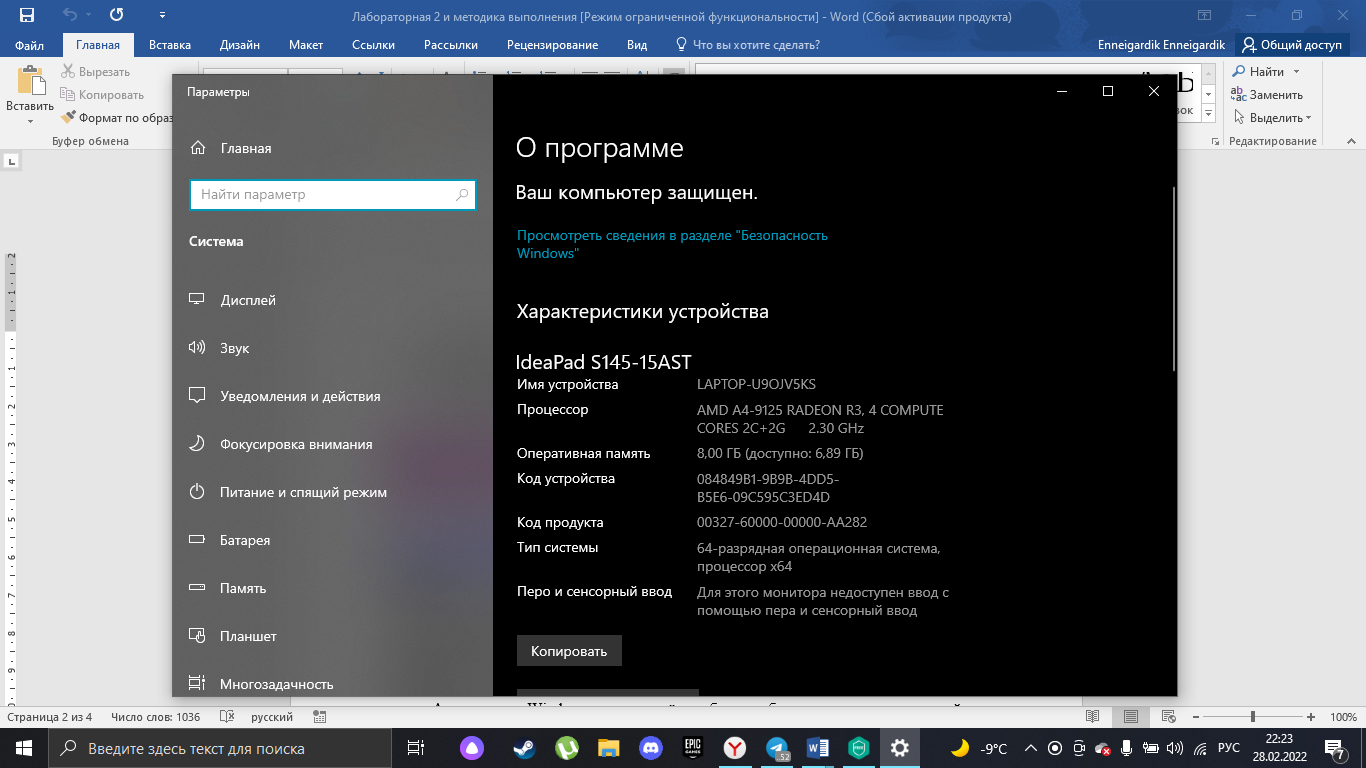 Лабораторная 2 и методика выполнения [Режим ограниченной функциональности] - Word (Сбой активации продукта)
Файл Главная Вставка Дизайн Макет Ссылки Рассылки Рецензирование Вид Что вы хотите сделать? Enneigardik Enneigardik Общий доступ
Вставить
Вырезать
Копировать
Формат по образ
Буфер обмена
Найти
Заменить
Выделить
Редактирование
Параметры
Главная
Найти параметр
Система
Дисплей
Звук
Уведомления и действия
Фокусировка внимания
Питание и спящий режим
Батарея
Память
Планшет
Многозадачность
О программе
Ваш компьютер защищен.
Просмотреть сведения в разделе "Безопасность
Windows"
Характеристики устройства
IdeaPad S145-15AST
Имя устройства LAPTOP-U9OJV5KS
Процессор AMD A4-9125 RADEON R3, 4 COMPUTE
CORES 2C+2G 2.30 GHz
Оперативная память 8,00 ГБ (доступно: 6,89 ГБ)
Код устройства 084849B1-9B9B-4DD5-
B5E6-09C595C3ED4D
Код продукта 00327-60000-00000-AA282
Тип системы 64-разрядная операционная система,
процессор x64
Перо и сенсорный ввод Для этого монитора недоступен ввод с
помощью пера и сенсорный ввод
Копировать
Страница 2 из 4 Число слов: 1036 русский 100%
Введите здесь текст для поиска
EPIC
GAMES
52
-9°C
РУС
22:23
28.02.2022
7